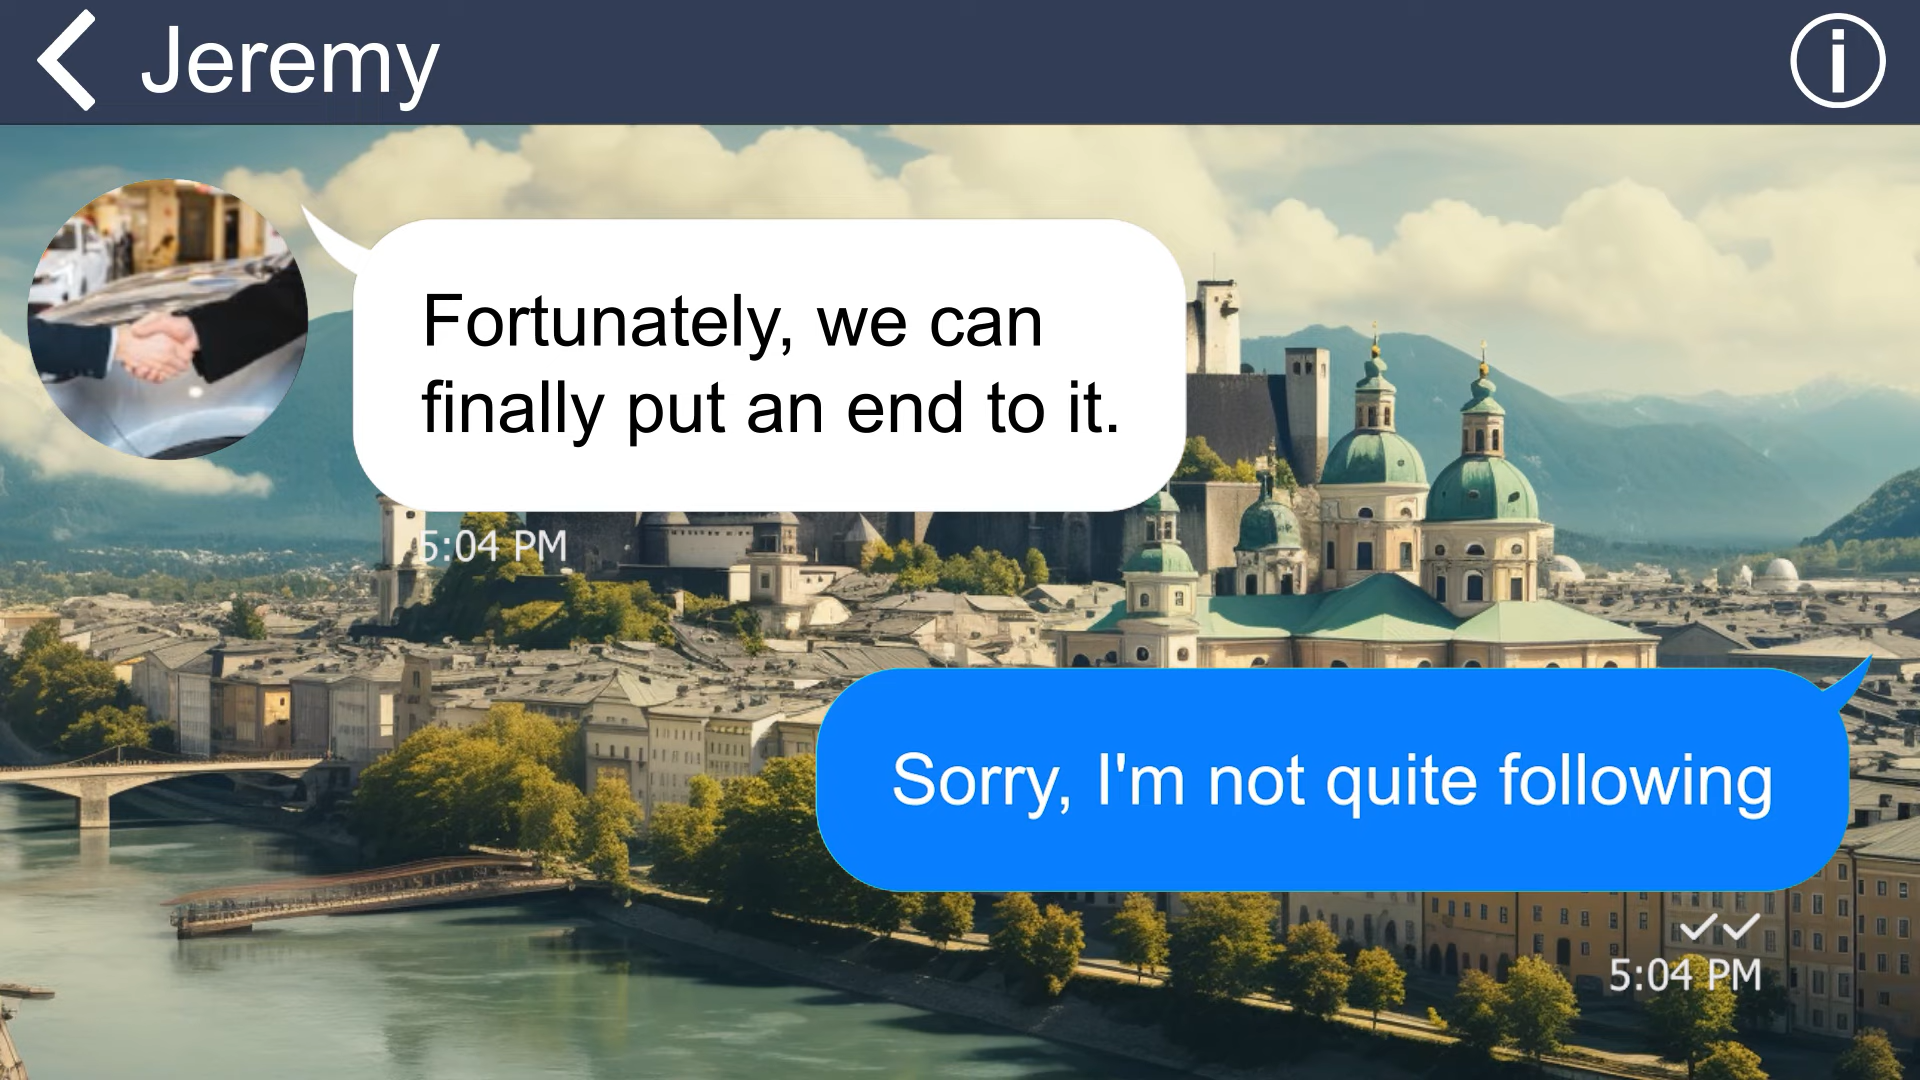 Jeremy
Fortunately, we can
finally put an end to it.
5:04 PM
Sorry, I'm not quite following
5:04 PM